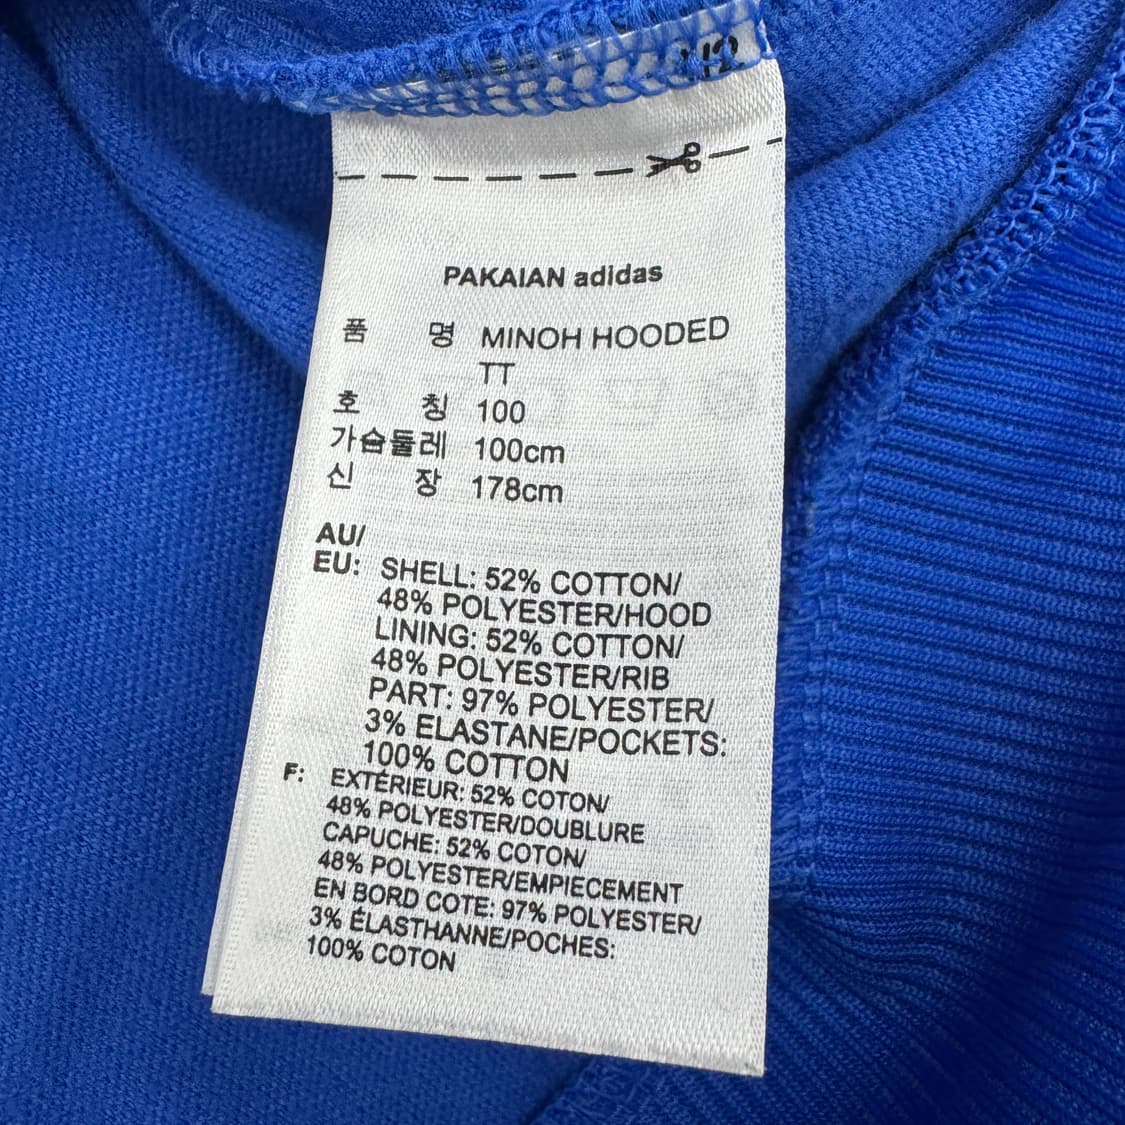 PAKAIAN adidas
품 명 MINOH HOODED
TT
호 칭 100
가슴둘레 100cm
신 장 178cm
AU/
EU: SHELL: 52% COTTON/
48% POLYESTER/HOOD
LINING: 52% COTTON/
48% POLYESTER/RIB
PART: 97% POLYESTER/
3% ELASTANE/POCKETS:
100% COTTON
F: EXTÉRIEUR: 52% COTON/
48% POLYESTER/DOUBLURE
CAPUCHE: 52% COTON/
48% POLYESTER/EMPIECEMENT
EN BORD COTE: 97% POLYESTER/
3% ÉLASTHANNE/POCHES:
100% COTON